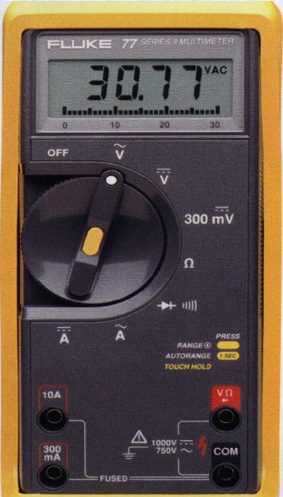 FLUKE 77 SERIES II MULTIMETER
30.77 VAC
0 10 20 30
OFF
V
V
300 mV
Ω
A
A
PRESS
RANGE
AUTORANGE 1 SEC
TOUCH HOLD
10A
VΩ
300 mA
1000V
750V
COM
FUSED